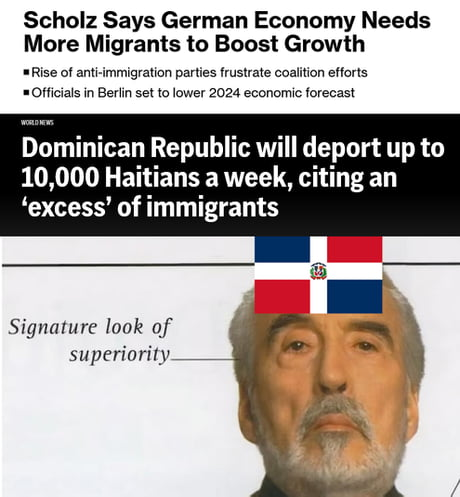 Scholz Says German Economy Needs
More Migrants to Boost Growth
▪Rise of anti-immigration parties frustrate coalition efforts
▪Officials in Berlin set to lower 2024 economic forecast
WORLD NEWS
Dominican Republic will deport up to
10,000 Haitians a week, citing an
‘excess’ of immigrants
Signature look of
superiority